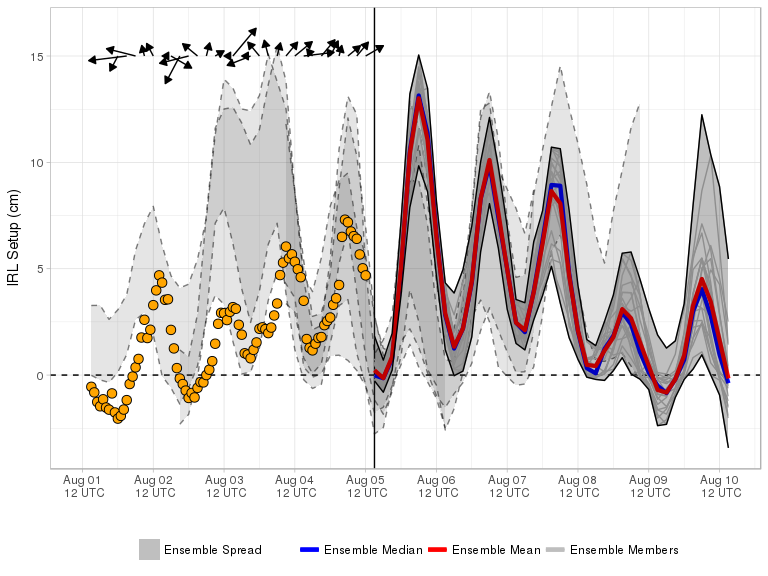 15
10
5
0
IRL Setup (cm)
Aug 01 Aug 02 Aug 03 Aug 04 Aug 05 Aug 06 Aug 07 Aug 08 Aug 09 Aug 10
12 UTC 12 UTC 12 UTC 12 UTC 12 UTC 12 UTC 12 UTC 12 UTC 12 UTC 12 UTC
Ensemble Spread Ensemble Median Ensemble Mean Ensemble Members